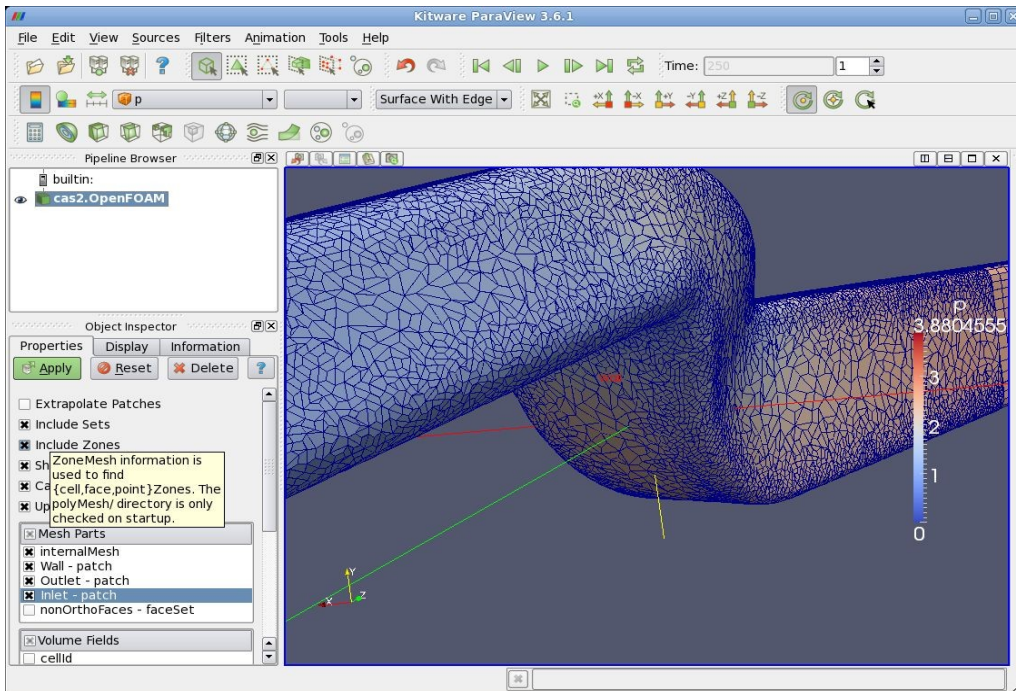 Kitware ParaView 3.6.1
File Edit View Sources Filters Animation Tools Help
Time: 250 1
p Surface With Edge +X -X +Y -Y +Z -Z
Pipeline Browser
builtin:
cas2.OpenFOAM
Object Inspector
Properties Display Information
Apply Reset Delete ?
Extrapolate Patches
Include Sets
Include Zones
Sh
Ca
Up
ZoneMesh information is
used to find
{cell,face,point}Zones. The
polyMesh/ directory is only
checked on startup.
Mesh Parts
internalMesh
Wall - patch
Outlet - patch
Inlet - patch
nonOrthoFaces - faceSet
Volume Fields
cellId
p
3.8804555
3
2
1
0
Y
X
Z